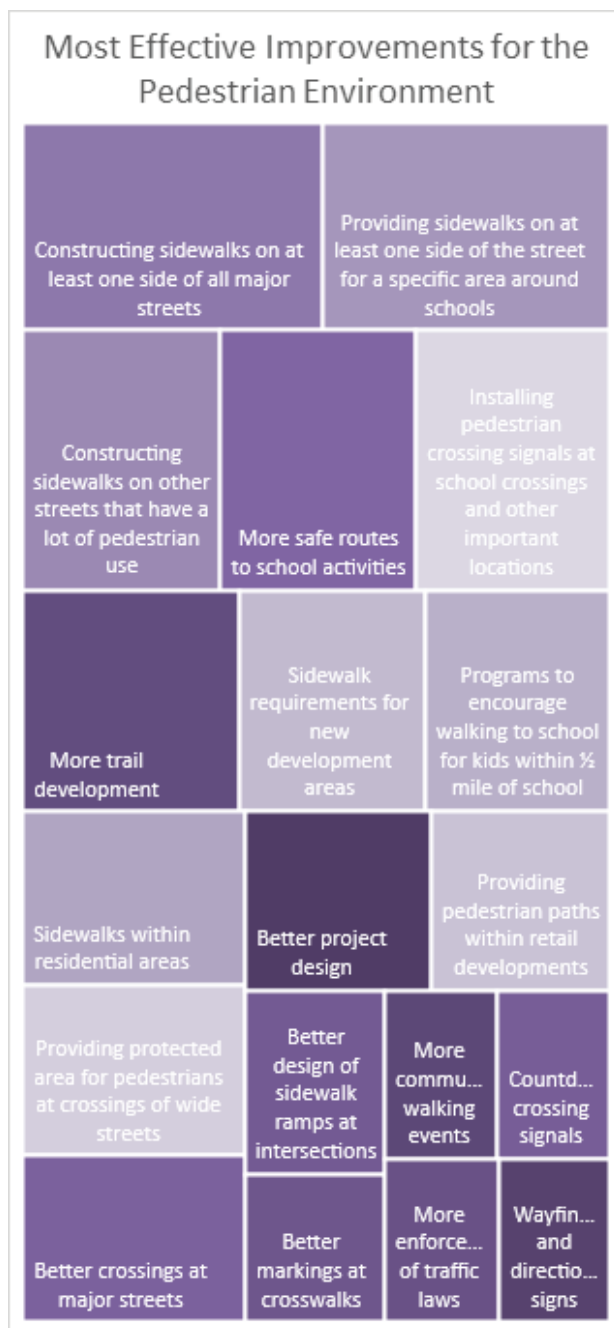 Most Effective Improvements for the
Pedestrian Environment
Constructing sidewalks on at
least one side of all major
streets
Providing sidewalks on at
least one side of the street
for a specific area around
schools
Constructing
sidewalks on other
streets that have a
lot of pedestrian
use
More safe routes
to school activities
Installing
pedestrian
crossing signals at
school crossings
and other
important
locations
More trail
development
Sidewalk
requirements for
new
development
areas
Programs to
encourage
walking to school
for kids within ½
mile of school
Sidewalks within
residential areas
Better project
design
Providing
pedestrian paths
within retail
developments
Providing protected
area for pedestrians
at crossings of wide
streets
Better
design of
sidewalk
ramps at
intersections
More
commu...
walking
events
Countd...
crossing
signals
Better crossings at
major streets
Better
markings at
crosswalks
More
enforce...
of traffic
laws
Wayfin...
and
directio...
signs